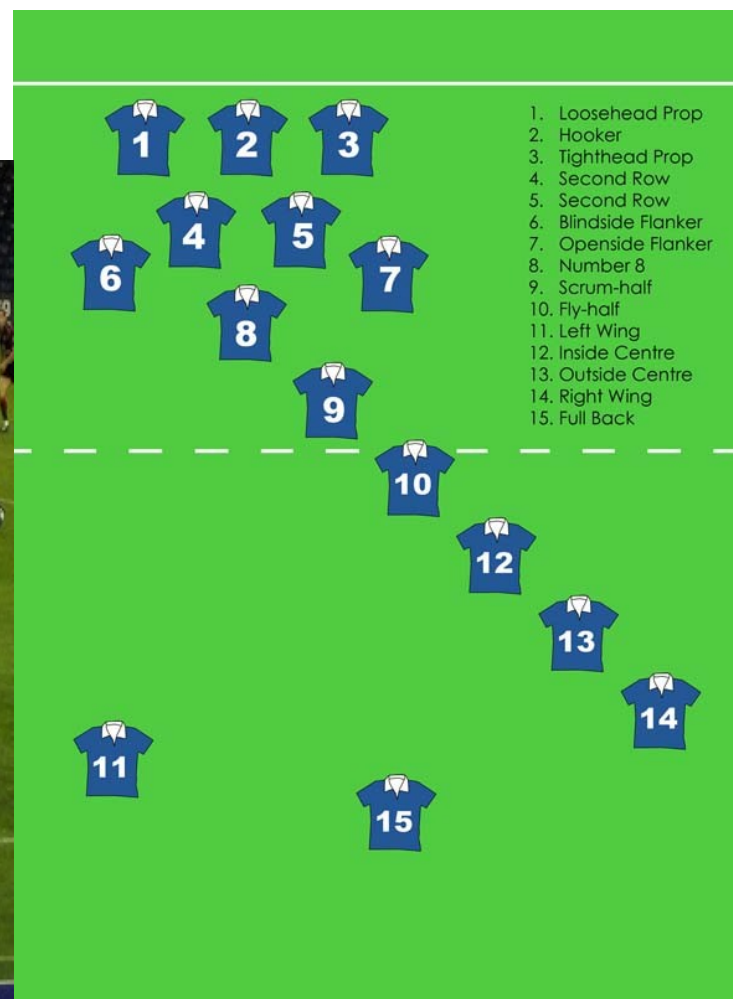 1 2 3
4 5
6 7
8
9
10
12
13
14
11
15
1. Loosehead Prop
2. Hooker
3. Tighthead Prop
4. Second Row
5. Second Row
6. Blindside Flanker
7. Openside Flanker
8. Number 8
9. Scrum-half
10. Fly-half
11. Left Wing
12. Inside Centre
13. Outside Centre
14. Right Wing
15. Full Back